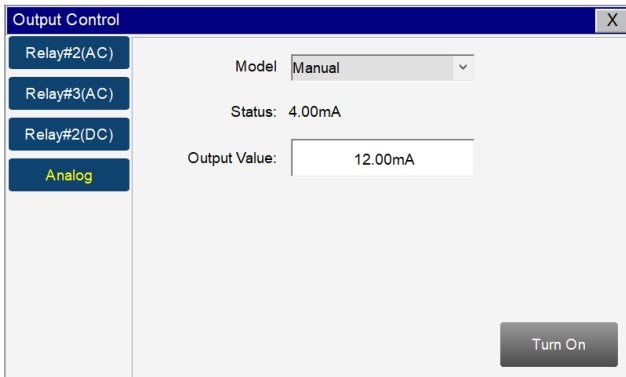 Output Control
X
Relay#2(AC)
Relay#3(AC)
Relay#2(DC)
Analog
Model Manual
Status: 4.00mA
Output Value: 12.00mA
Turn On